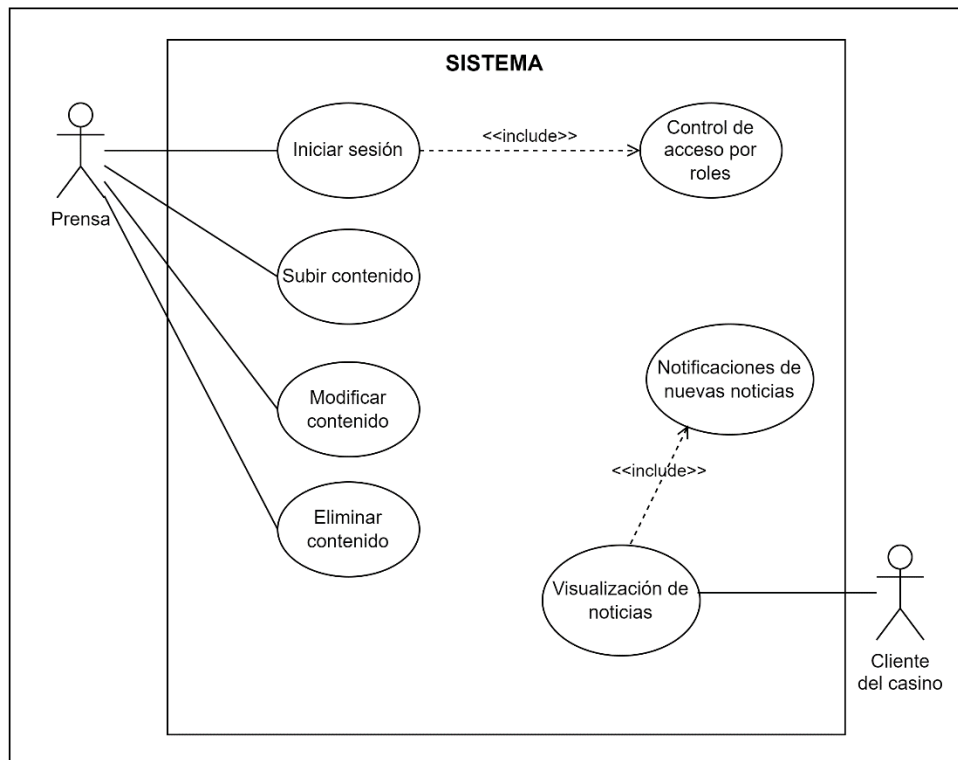 SISTEMA
Iniciar sesión
<<include>>
Control de
acceso por
roles
Prensa
Subir contenido
Notificaciones de
nuevas noticias
Modificar
contenido
<<include>>
Eliminar
contenido
Visualización de
noticias
Cliente
del casino